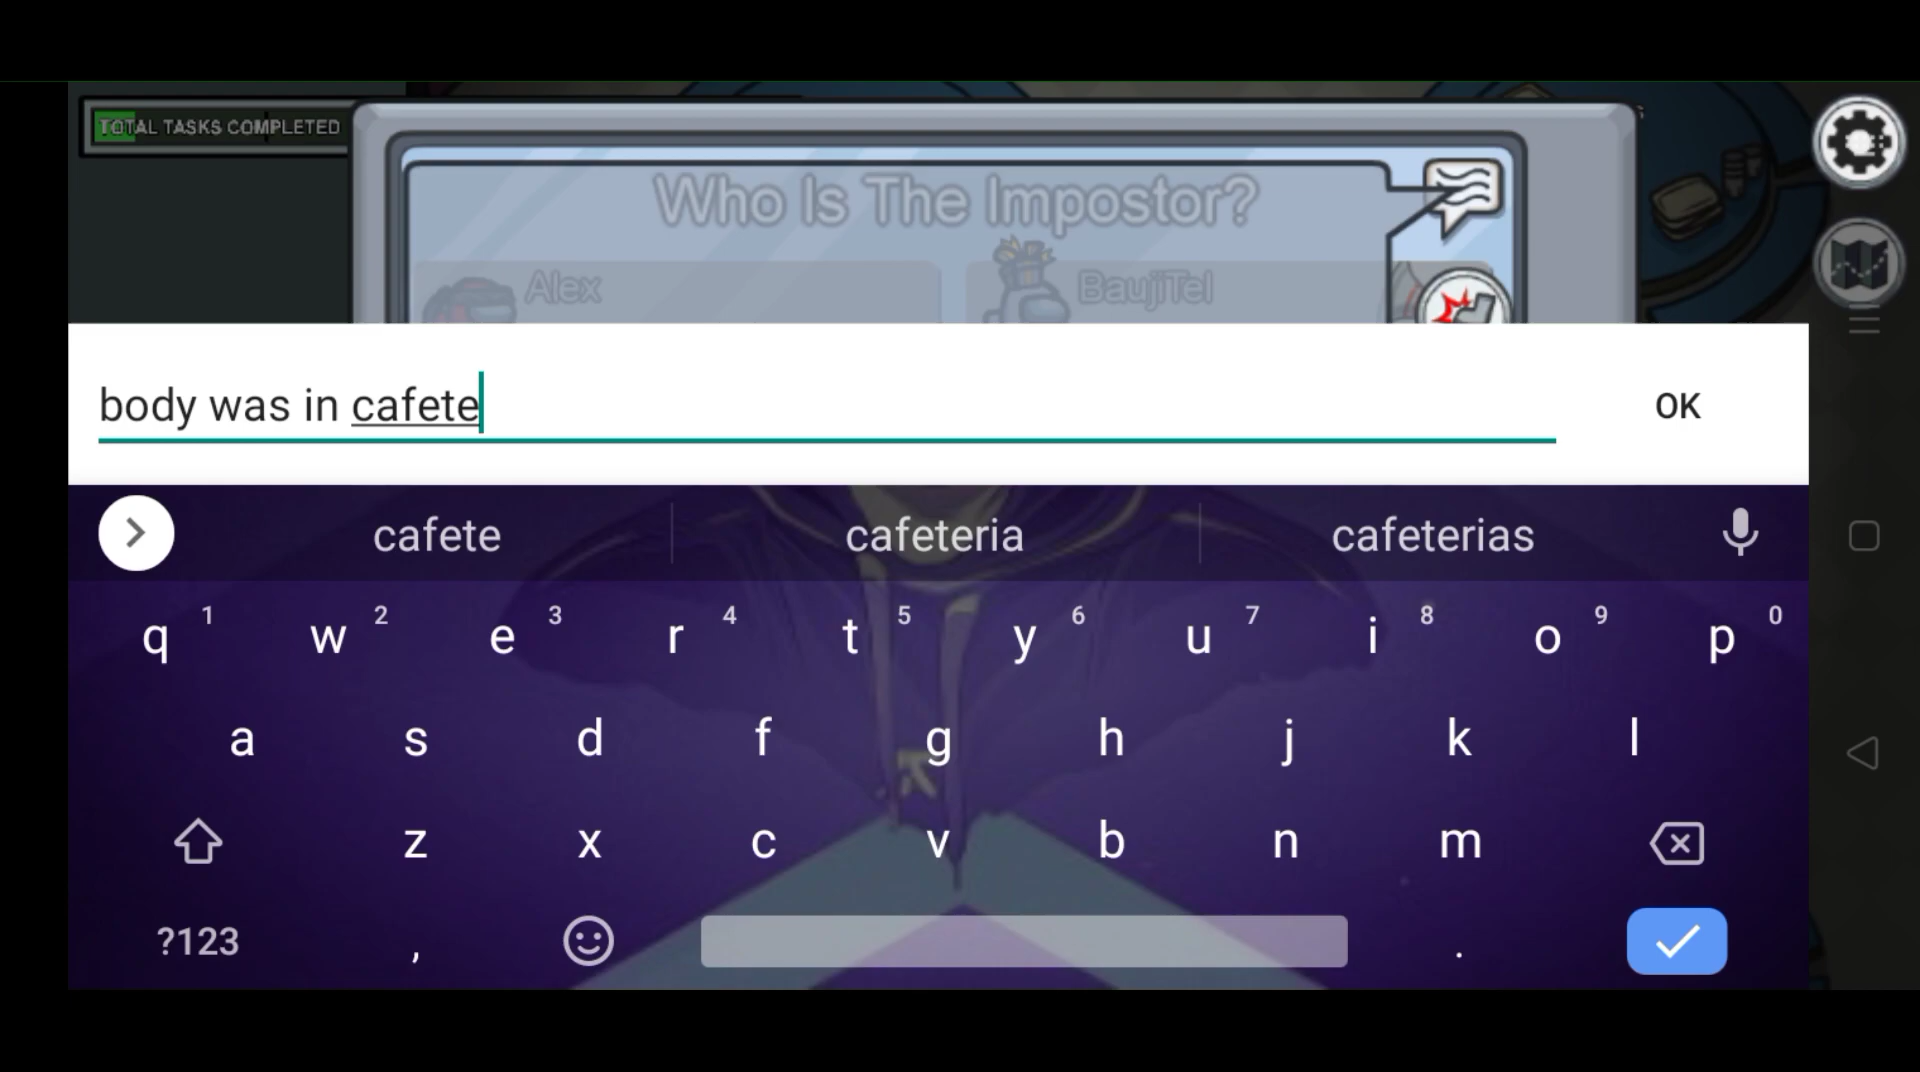 TOTAL TASKS COMPLETED
Who Is The Impostor?
Alex
BaujiTel
body was in cafete
OK
cafete
cafeteria
cafeterias
q 1 w 2 e 3 r 4 t 5 y 6 u 7 i 8 o 9 p 0
a s d f g h j k l
z x c v b n m
?123 , .